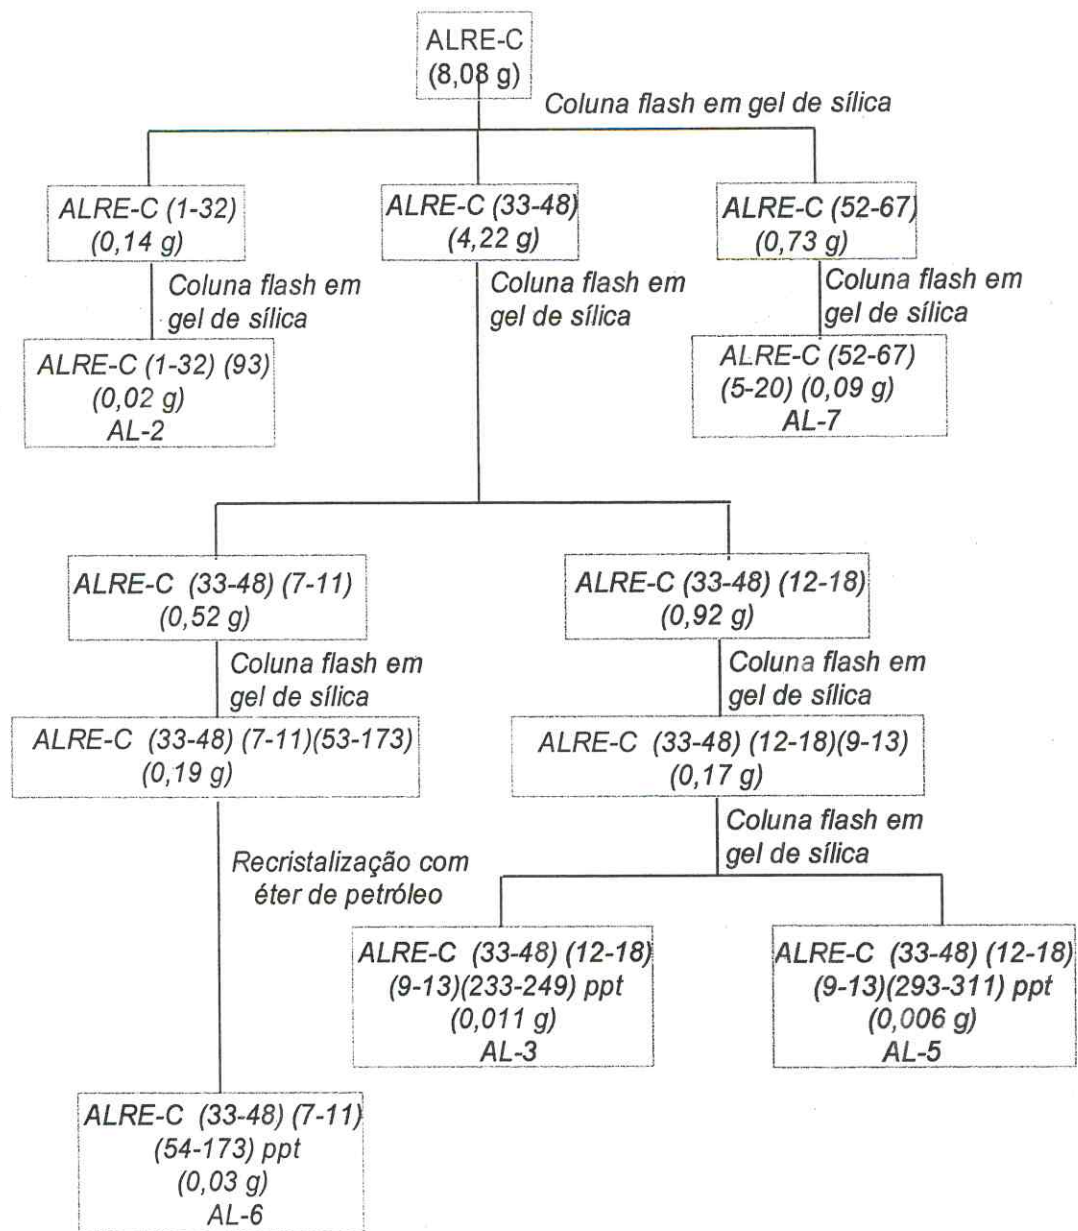 ALRE-C
(8,08 g)
Coluna flash em gel de sílica
ALRE-C (1-32)
(0,14 g)
ALRE-C (33-48)
(4,22 g)
ALRE-C (52-67)
(0,73 g)
Coluna flash em
gel de sílica
Coluna flash em
gel de sílica
Coluna flash em
gel de sílica
ALRE-C (1-32) (93)
(0,02 g)
AL-2
ALRE-C (52-67)
(5-20) (0,09 g)
AL-7
ALRE-C (33-48) (7-11)
(0,52 g)
ALRE-C (33-48) (12-18)
(0,92 g)
Coluna flash em
gel de sílica
Coluna flash em
gel de sílica
ALRE-C (33-48) (7-11)(53-173)
(0,19 g)
ALRE-C (33-48) (12-18)(9-13)
(0,17 g)
Coluna flash em
gel de sílica
Recristalização com
éter de petróleo
ALRE-C (33-48) (12-18)
(9-13)(233-249) ppt
(0,011 g)
AL-3
ALRE-C (33-48) (12-18)
(9-13)(293-311) ppt
(0,006 g)
AL-5
ALRE-C (33-48) (7-11)
(54-173) ppt
(0,03 g)
AL-6